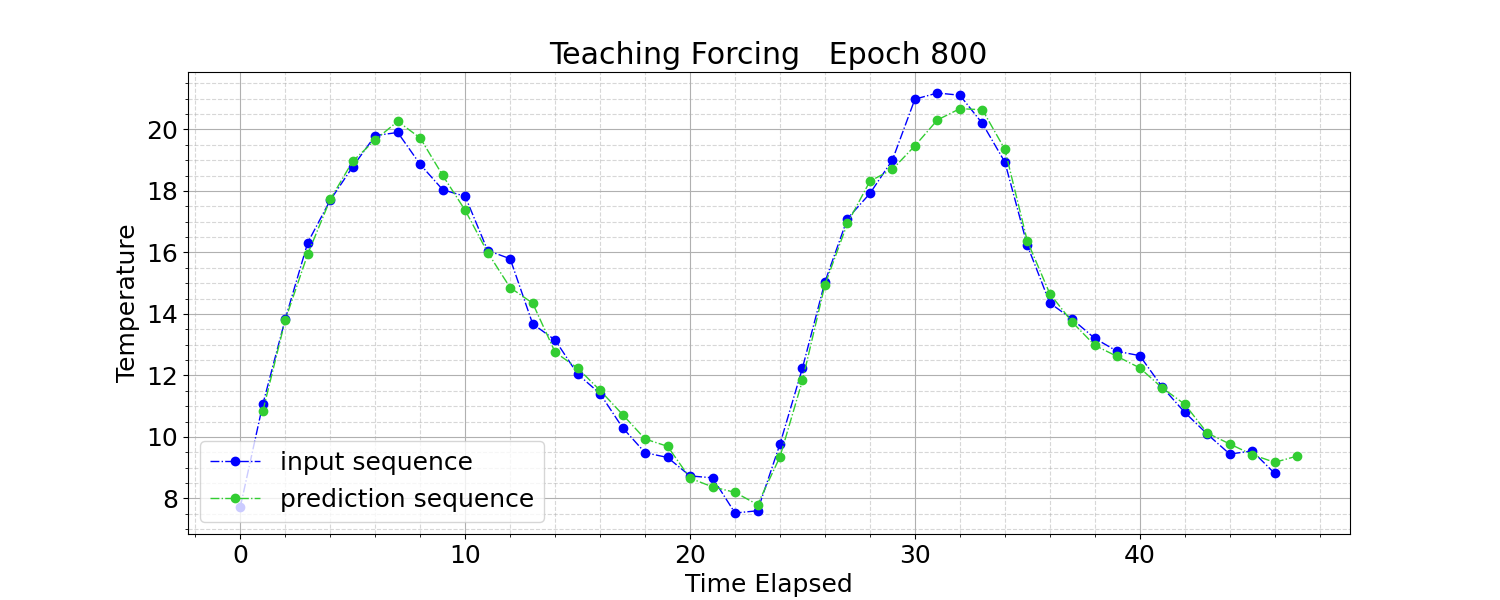 Teaching Forcing   Epoch 800
Temperature
20
18
16
14
12
10
8
input sequence
prediction sequence
0 10 20 30 40
Time Elapsed